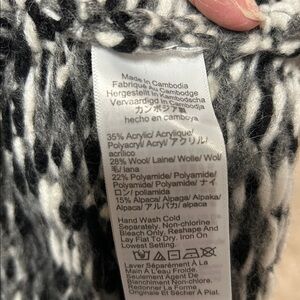 Made In Cambodia
Fabriqué Au Cambodge
Hergestellt in Kambodscha
Vervaardigd in Cambodja
カンボジア製
hecho en camboya
35% Acrylic/ Acrylique/
Polyacryl/ Acryl/ アクリル/
acrílico
28% Wool/ Laine/ Wolle/ Wol/
毛/ lana
22% Polyamide/ Polyamide/
Polyamid/ Polyamide/ ナイ
ロン/ poliamida
15% Alpaca/ Alpaga/ Alpaka/
Alpaca/ アルパカ/ alpaca
Hand Wash Cold
Separately. Non-chlorine
Bleach Only. Reshape And
Lay Flat To Dry. Iron On
Lowest Setting.
Laver Séparément À La
Main À L'eau Froide.
Seulement Agent De
Blanchiment Non Chloré.
Redonner La Forme
Originale Et Sécher À Plat.